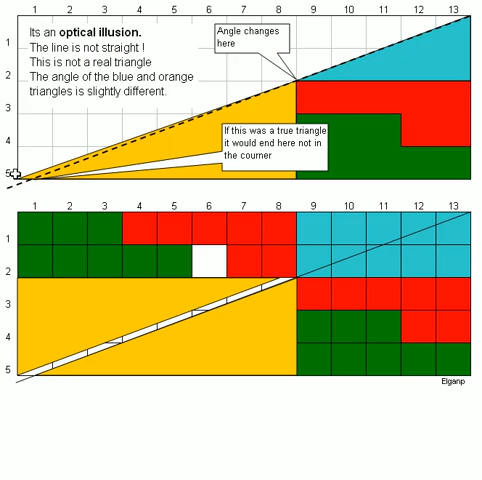 1 2 3 4 5 6 7 8 9 10 11 12 13
Its an optical illusion.
The line is not straight !
This is not a real triangle
The angle of the blue and orange
triangles is slightly different.
Angle changes
here
1
2
3
4
5
If this was a true triangle
it would end here not in
the courner
1 2 3 4 5 6 7 8 9 10 11 12 13
1
2
3
4
5
Elganp